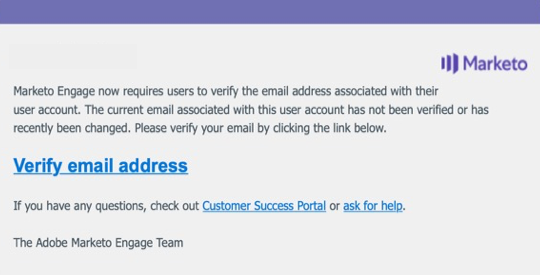 Marketo
Marketo Engage now requires users to verify the email address associated with their
user account. The current email associated with this user account has not been verified or has
recently been changed. Please verify your email by clicking the link below.
Verify email address
If you have any questions, check out Customer Success Portal or ask for help.
The Adobe Marketo Engage Team